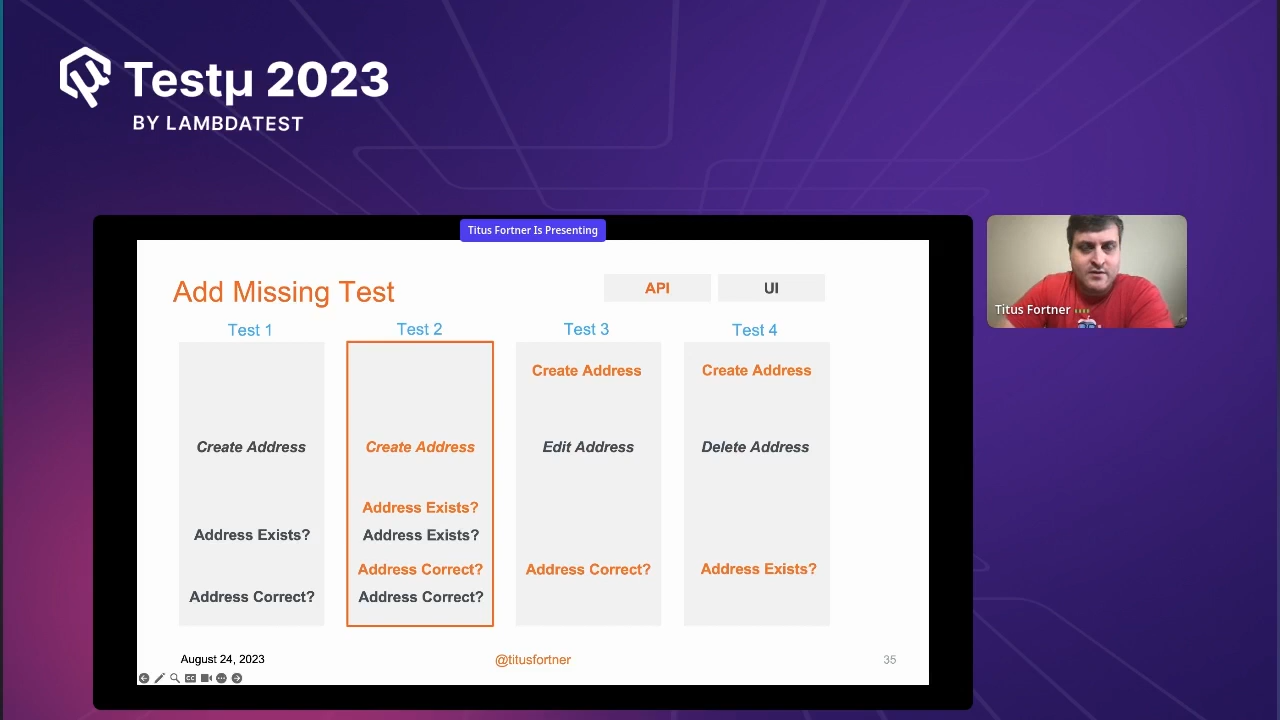 Testμ 2023
BY LAMBDATEST
Titus Fortner Is Presenting
Titus Fortner
Add Missing Test
API
UI
Test 1
Test 2
Test 3
Test 4
Create Address
Create Address
Create Address
Edit Address
Delete Address
Create Address
Address Exists?
Address Exists?
Address Exists?
Address Correct?
Address Correct?
Address Exists?
Address Correct?
Address Correct?
August 24, 2023
@titusfortner
35